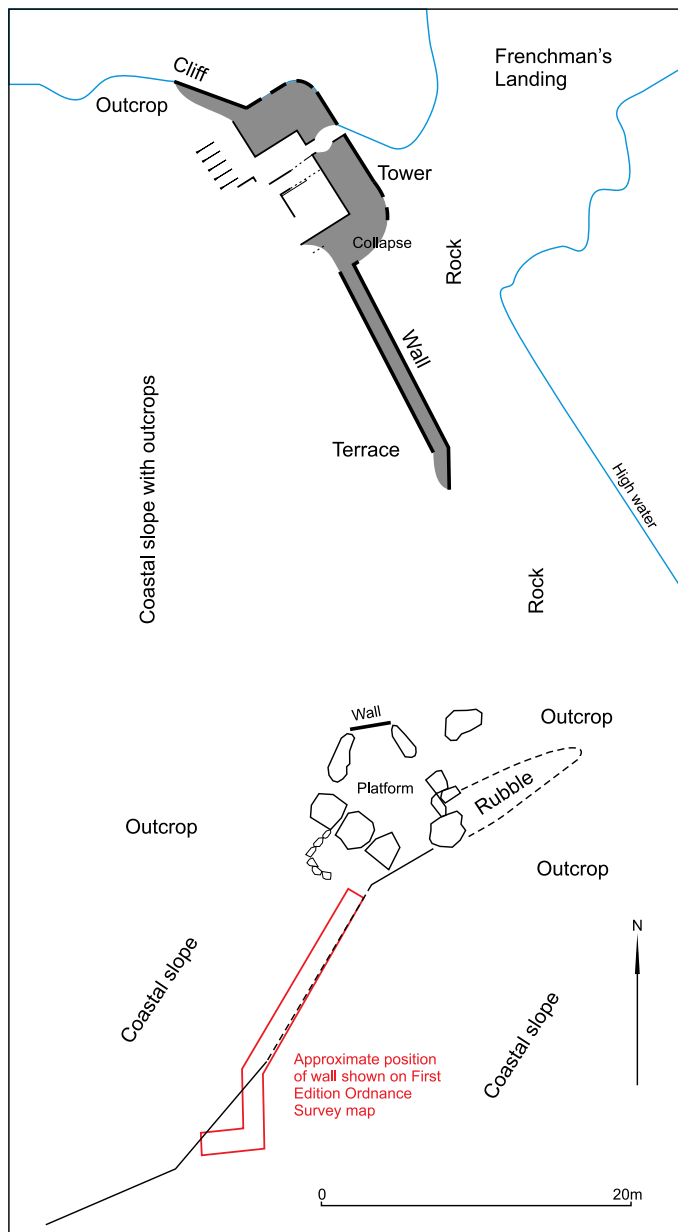 Frenchman's
Landing
Cliff
Outcrop
Tower
Collapse
Rock
Wall
Terrace
Coastal slope with outcrops
High water
Rock
Wall
Outcrop
Platform
Rubble
Outcrop
Outcrop
N
Coastal slope
Coastal slope
Approximate position
of wall shown on First
Edition Ordnance
Survey map
0
20m